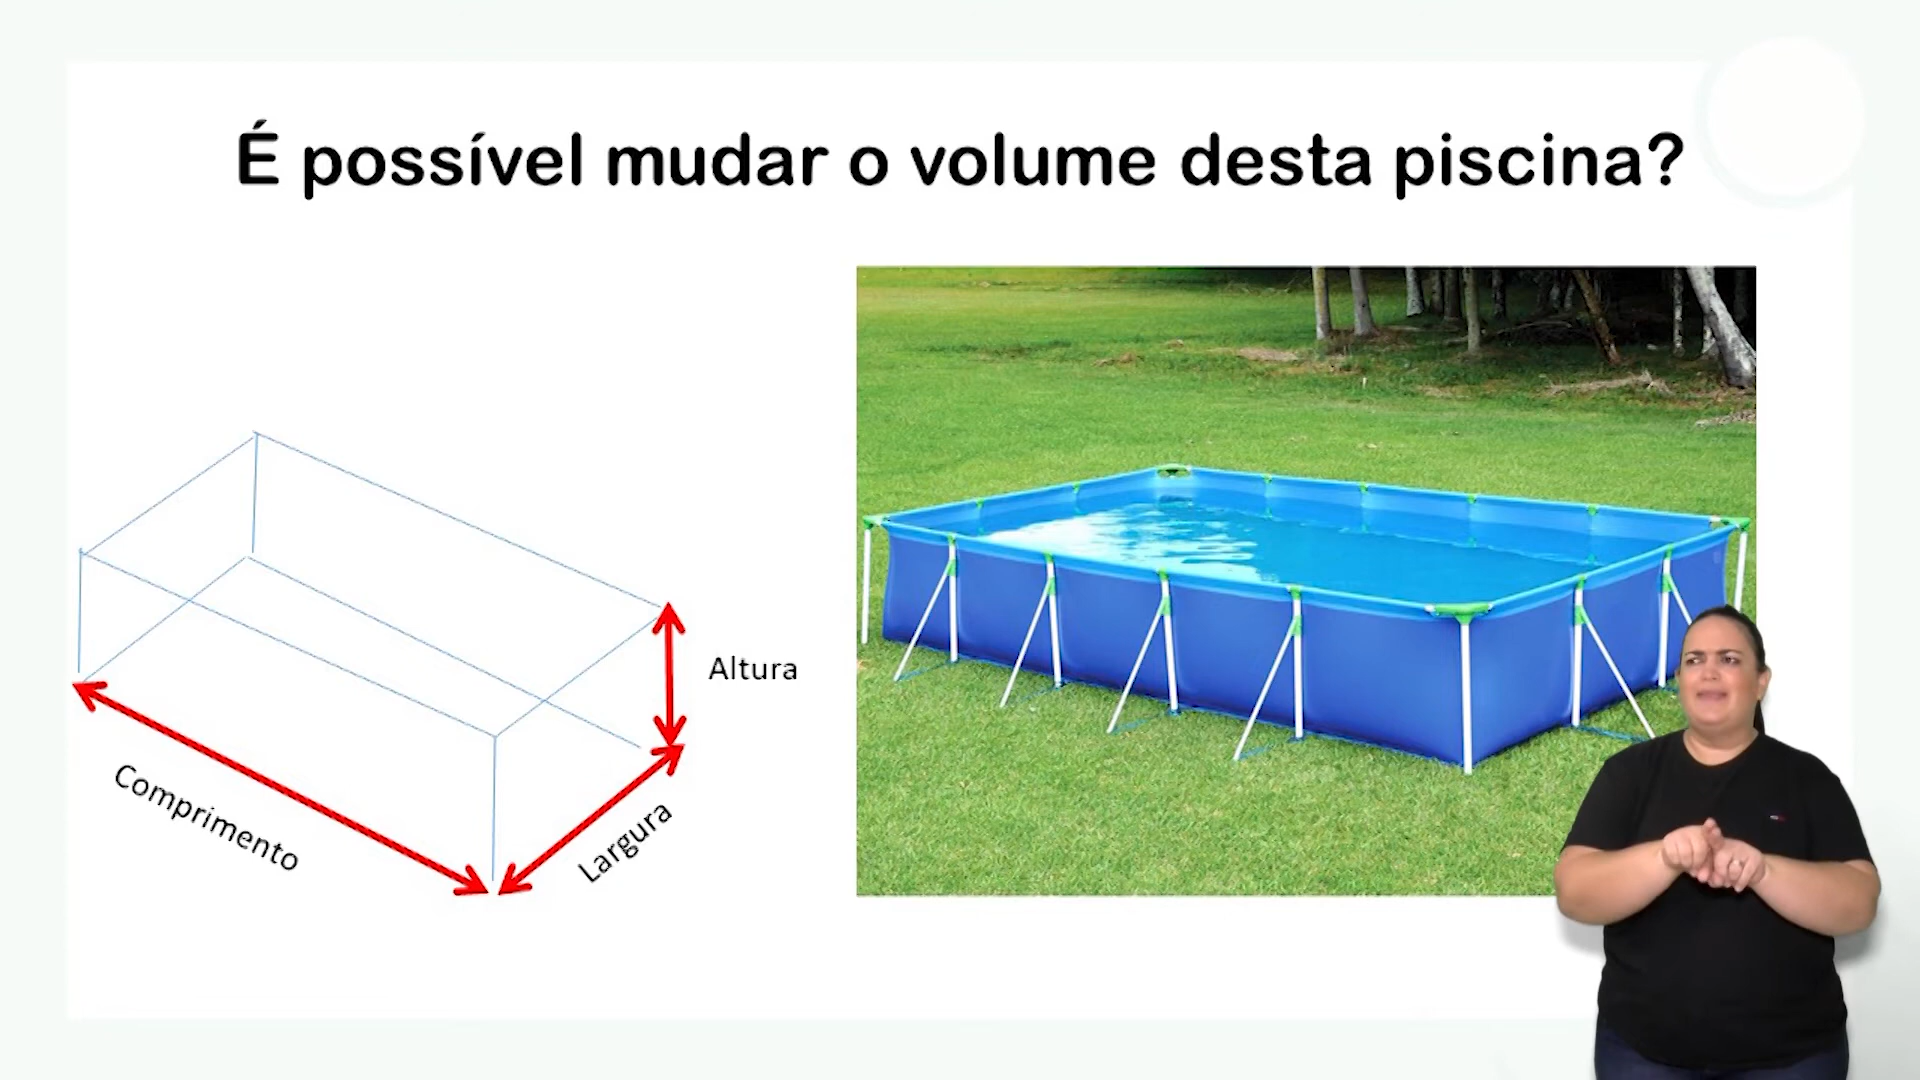 É possível mudar o volume desta piscina?
Altura
Comprimento
Largura